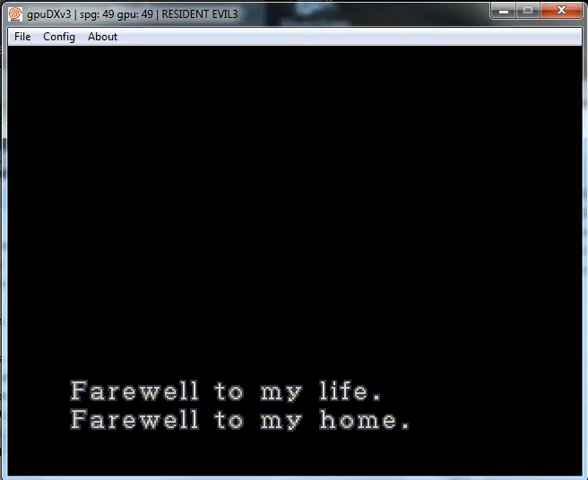 gpuDXv3 | spg: 49 gpu: 49 | RESIDENT EVIL3
File Config About
Farewell to my life.
Farewell to my home.